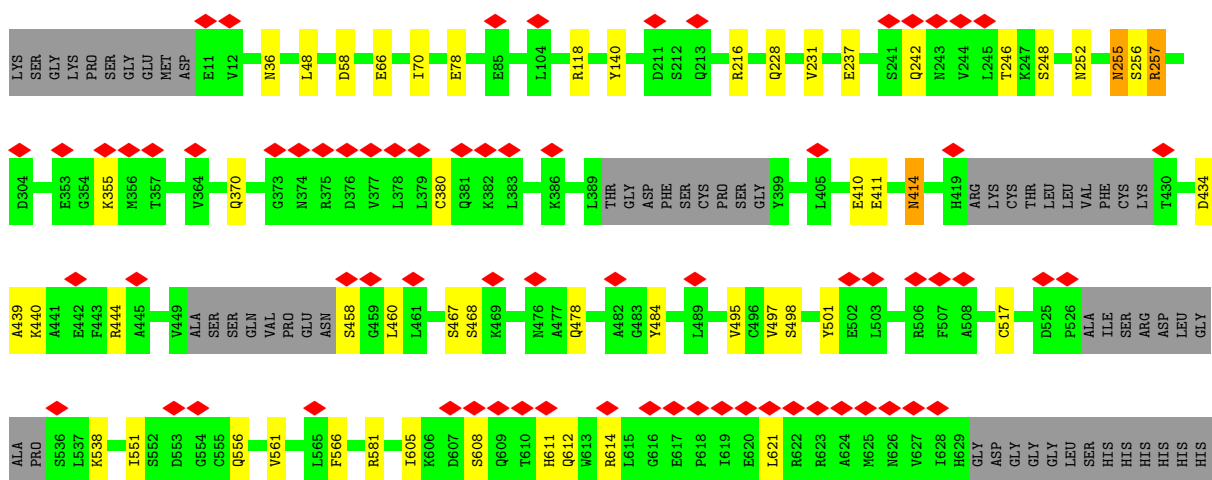 LYS SER GLY LYS PRO SER GLY GLU MET ASP E11 V12 N36 L48 D58 E66 I70 E78 E85 L104 R118 Y140 D211 S212 Q213 R216 Q228 V231 E237 S241 Q242 N243 V244 L245 T246 K247 S248 N252 N255 S256 R257
D304 E353 G354 K355 M356 T357 V364 Q370 G373 N374 R375 D376 V377 L378 L379 C380 Q381 K382 L383 K386 L389 THR GLY ASP PHE SER CYS PRO SER GLY Y399 L405 E410 E411 N414 H419 ARG LYS CYS THR LEU LEU VAL PHE CYS LYS T430 D434
A439 K440 A441 E442 F443 R444 A445 V449 ALA SER SER GLN VAL PRO GLU ASN S458 G459 L460 L461 S467 S468 K469 N476 A477 Q478 A482 G483 Y484 L489 V495 C496 V497 S498 Y501 E502 L503 R506 F507 A508 C517 D525 P526 ALA ILE SER ARG ASP LEU GLY
ALA PRO S536 L537 K538 I551 S552 D553 G554 C555 Q556 V561 L565 F566 R581 I605 K606 D607 S608 Q609 T610 H611 Q612 W613 R614 L615 G616 E617 P618 I619 E620 L621 R622 R623 A624 M625 N626 V627 I628 H629 GLY ASP GLY GLY GLY LEU SER HIS HIS HIS HIS HIS HIS